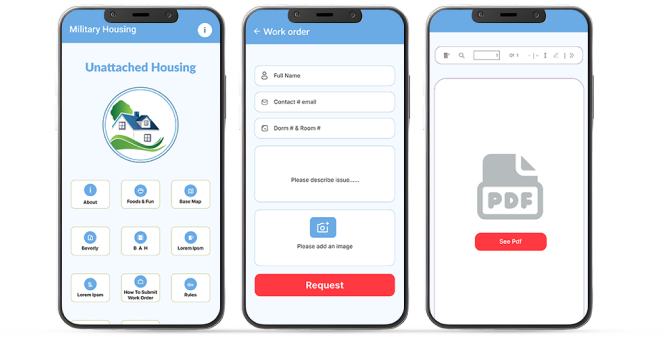 Military Housing
i
Unattached Housing
i
About
Foods & Fun
Base Map
Beverly
B A H
Lorem Ipsm
Lorem Ipsm
How To Submit
Work Order
Rules
Work order
Full Name
Contact # email
Dorm # & Room #
Please describe issue......
Please add an image
Request
1
Of 1
PDF
See Pdf